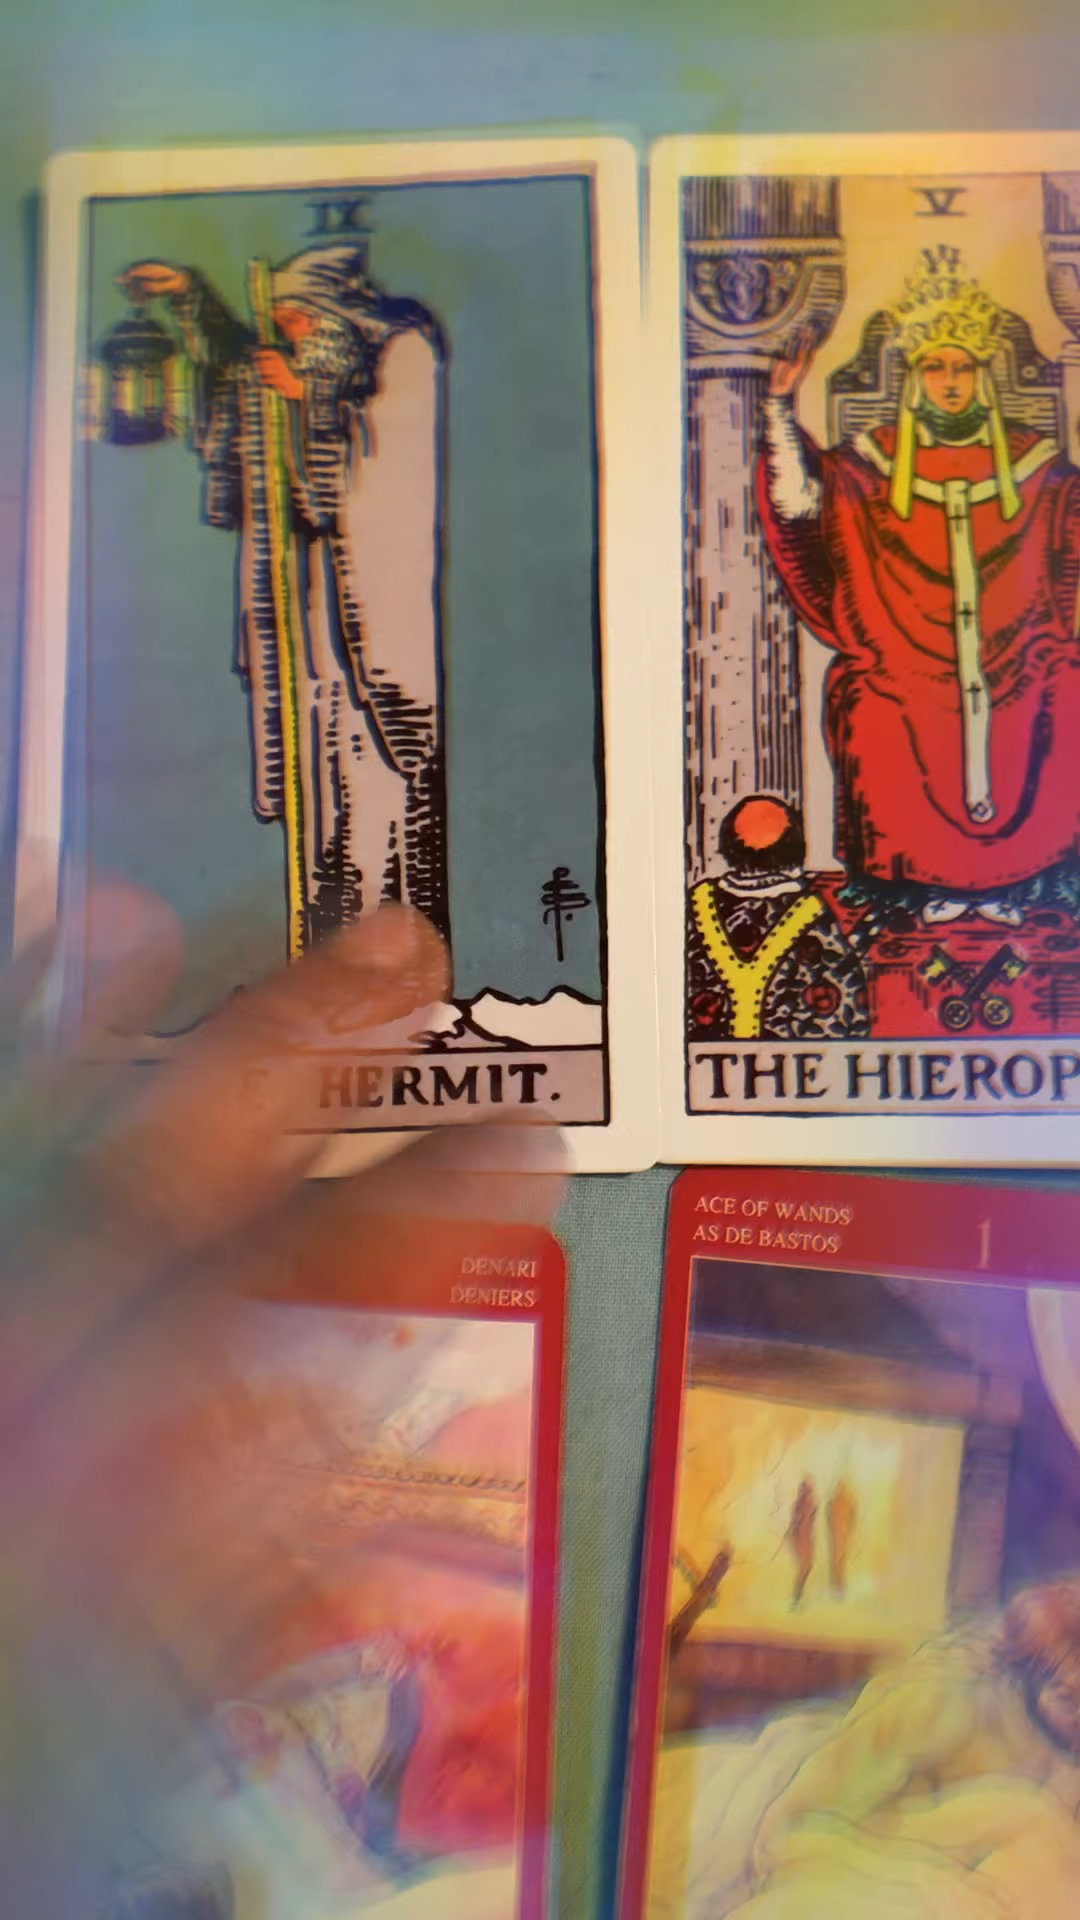 IX
V
HERMIT.
THE HIEROP
DENARI
DENIERS
ACE OF WANDS
AS DE BASTOS
1